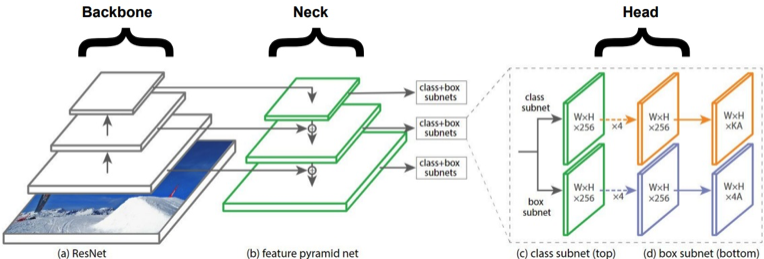 Backbone
Neck
Head
class+box
subnets
class+box
subnets
class+box
subnets
class
subnet
W×H
×256
×4
W×H
×256
W×H
×KA
W×H
×256
×4
W×H
×256
W×H
×4A
box
subnet
(a) ResNet
(b) feature pyramid net
(c) class subnet (top)
(d) box subnet (bottom)